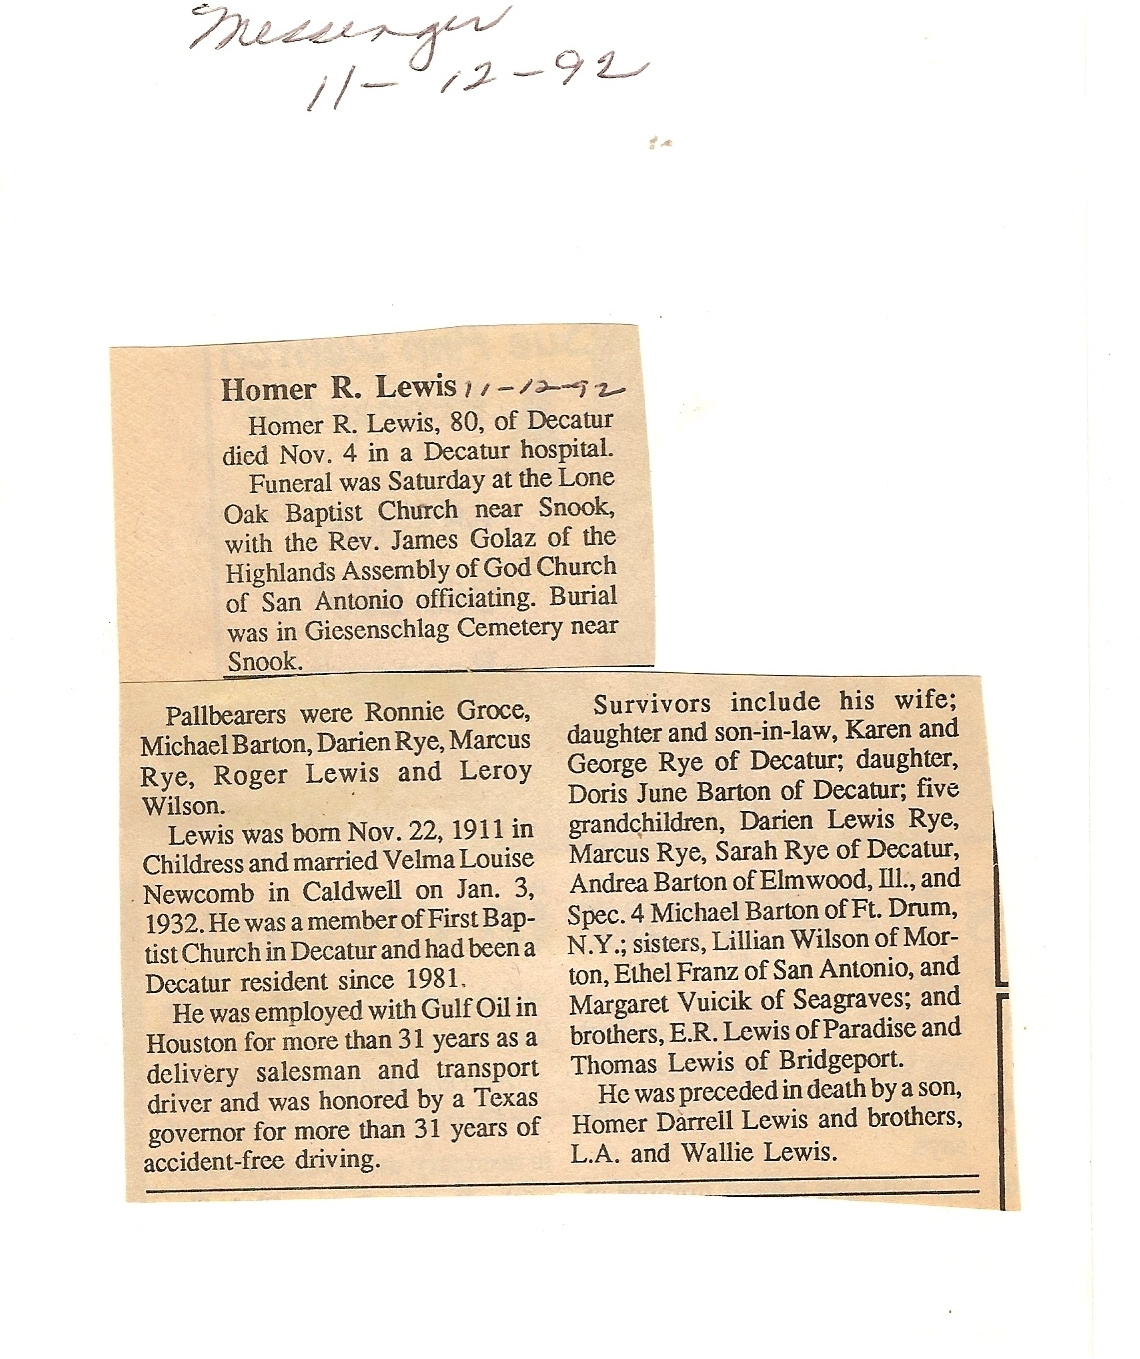 Messenger
11-12-92
Homer R. Lewis 11-12-92
Homer R. Lewis, 80, of Decatur
died Nov. 4 in a Decatur hospital.
Funeral was Saturday at the Lone
Oak Baptist Church near Snook,
with the Rev. James Golaz of the
Highlands Assembly of God Church
of San Antonio officiating. Burial
was in Giesenschlag Cemetery near
Snook.
Pallbearers were Ronnie Groce,
Michael Barton, Darien Rye, Marcus
Rye, Roger Lewis and Leroy
Wilson.
Lewis was born Nov. 22, 1911 in
Childress and married Velma Louise
Newcomb in Caldwell on Jan. 3,
1932. He was a member of First Bap-
tist Church in Decatur and had been a
Decatur resident since 1981.
He was employed with Gulf Oil in
Houston for more than 31 years as a
delivery salesman and transport
driver and was honored by a Texas
governor for more than 31 years of
accident-free driving.
Survivors include his wife;
daughter and son-in-law, Karen and
George Rye of Decatur; daughter,
Doris June Barton of Decatur; five
grandchildren, Darien Lewis Rye,
Marcus Rye, Sarah Rye of Decatur,
Andrea Barton of Elmwood, Ill., and
Spec. 4 Michael Barton of Ft. Drum,
N.Y.; sisters, Lillian Wilson of Mor-
ton, Ethel Franz of San Antonio, and
Margaret Vuicik of Seagraves; and
brothers, E.R. Lewis of Paradise and
Thomas Lewis of Bridgeport.
He was preceded in death by a son,
Homer Darrell Lewis and brothers,
L.A. and Wallie Lewis.